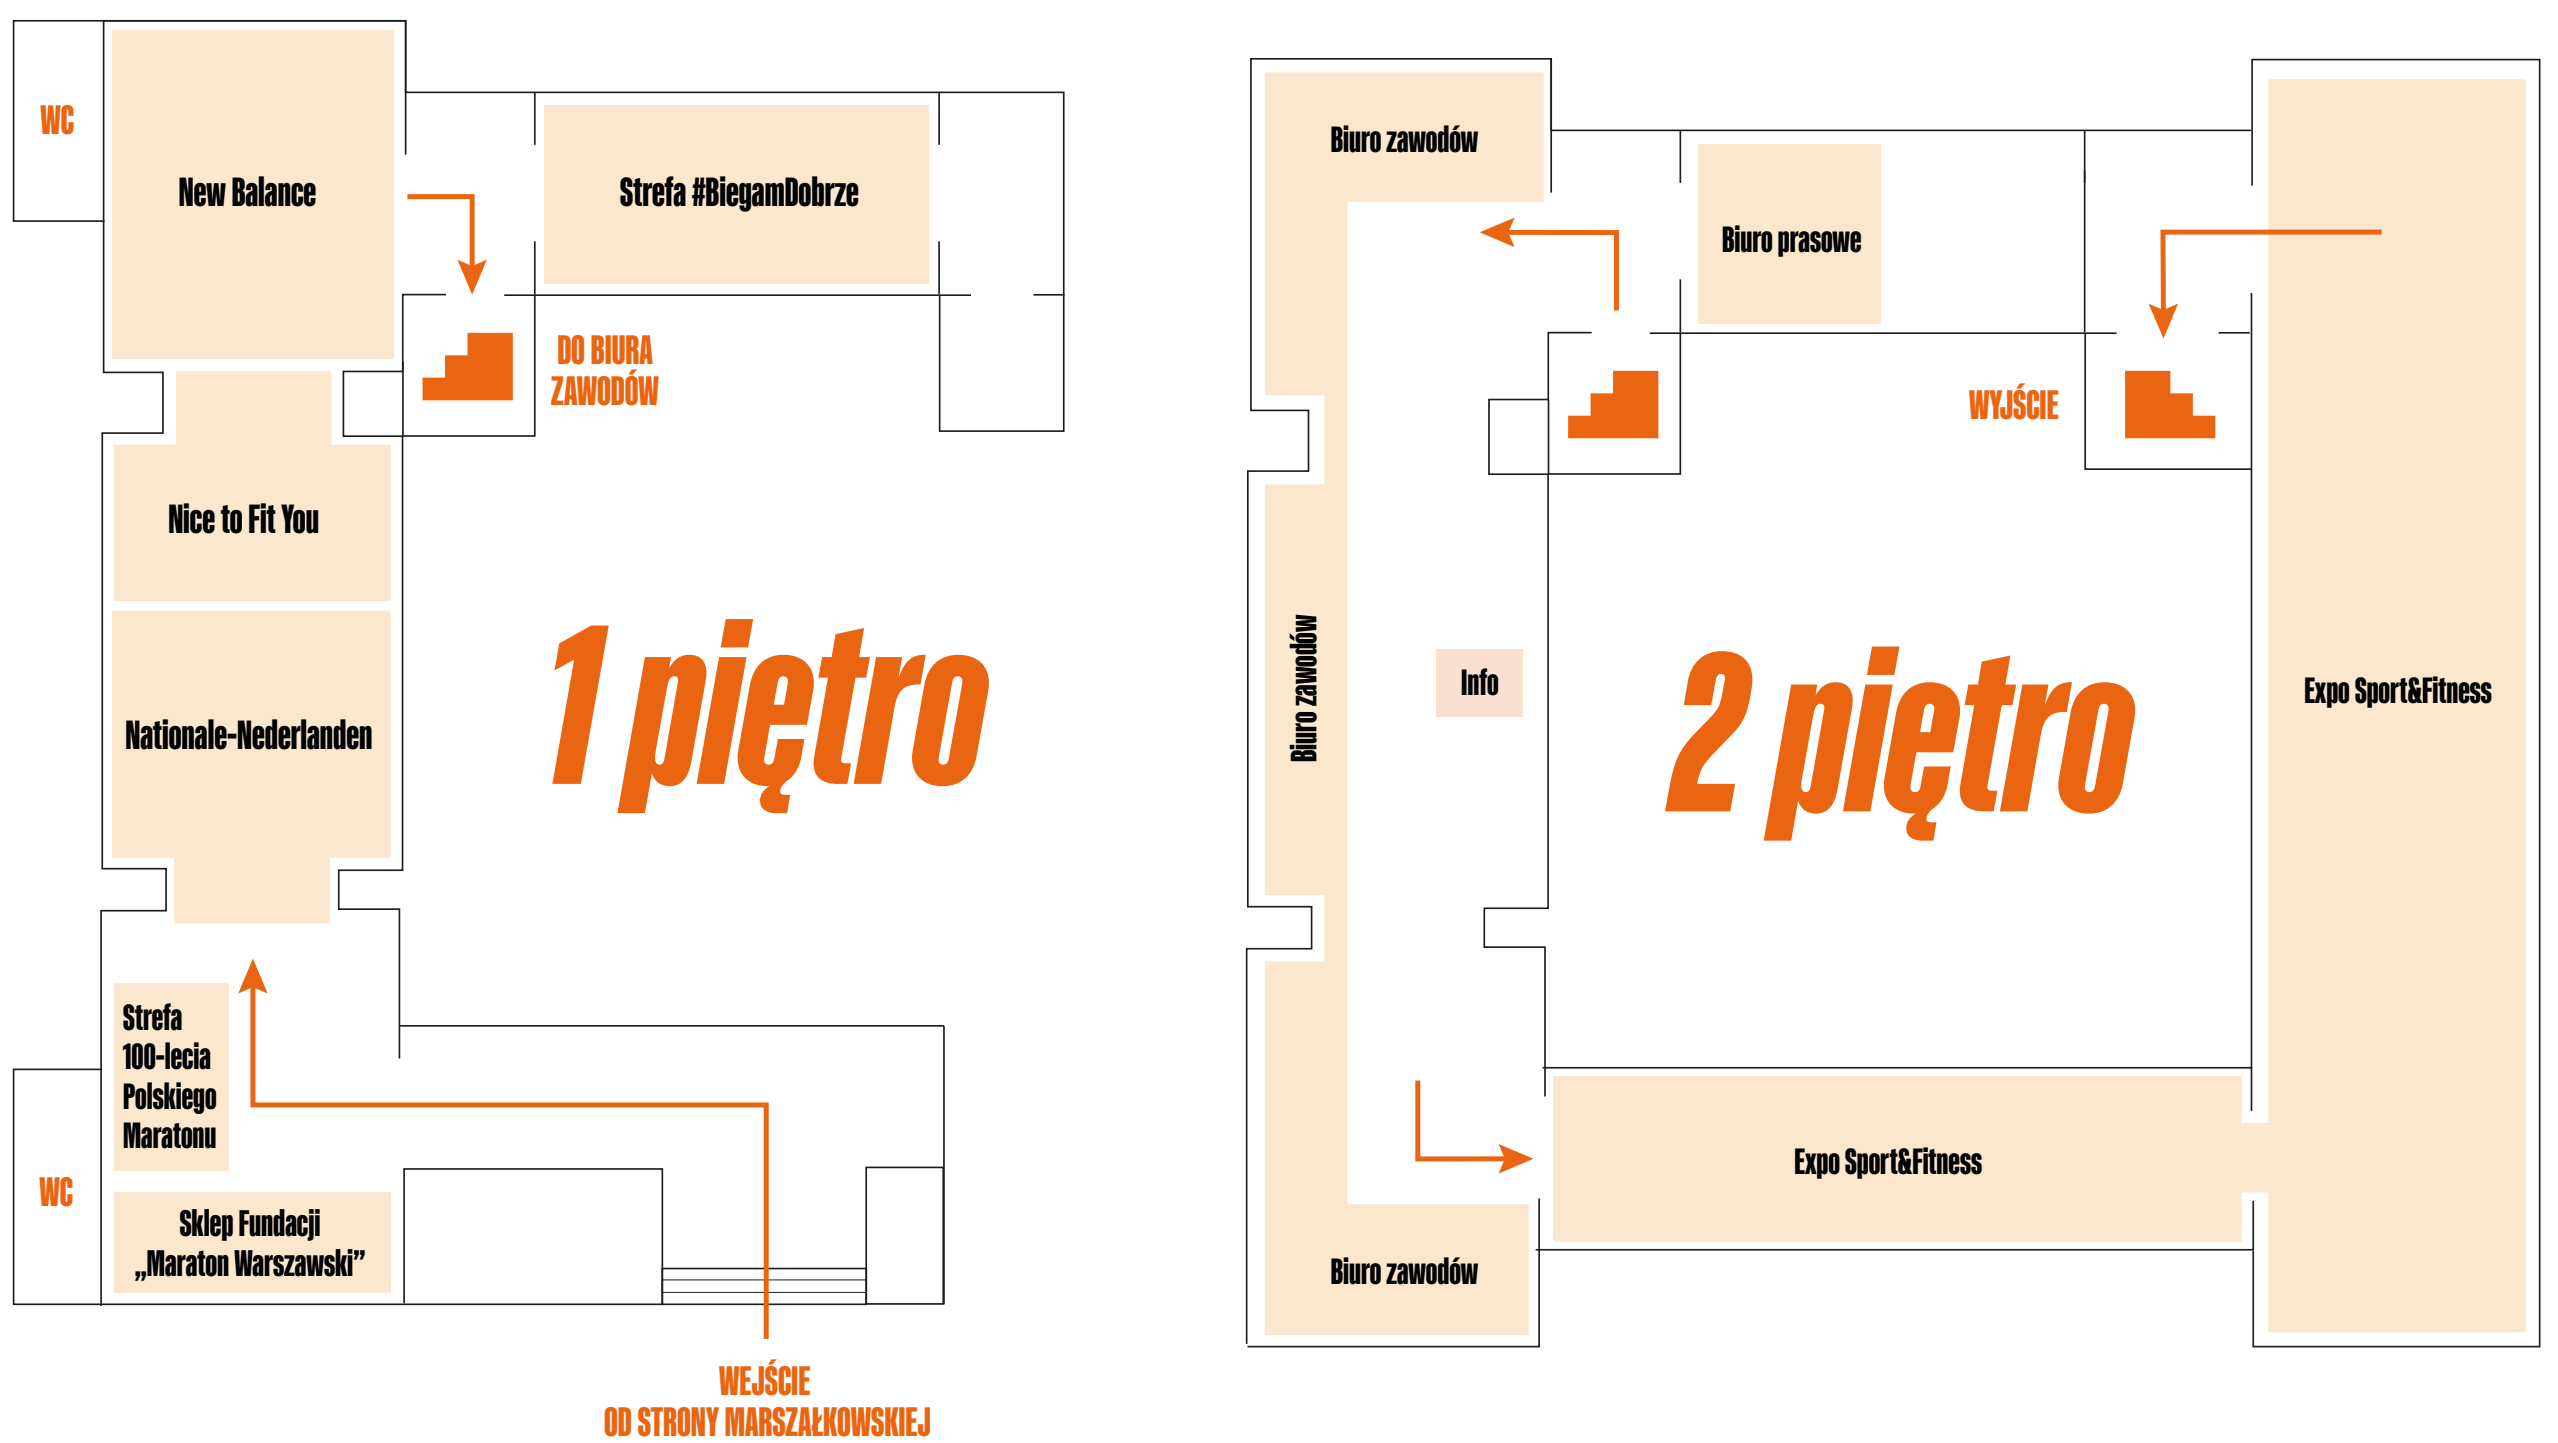 WC
New Balance
Strefa #BiegamDobrze
DO BIURA
ZAWODÓW
Nice to Fit You
Nationale-Nederlanden
1 piętro
Strefa
100-lecia
Polskiego
Maratonu
WC
Sklep Fundacji
„Maraton Warszawski”
WEJŚCIE
OD STRONY MARSZAŁKOWSKIEJ
Biuro zawodów
Biuro prasowe
WYJŚCIE
Biuro zawodów
Info
2 piętro
Expo Sport&Fitness
Expo Sport&Fitness
Biuro zawodów